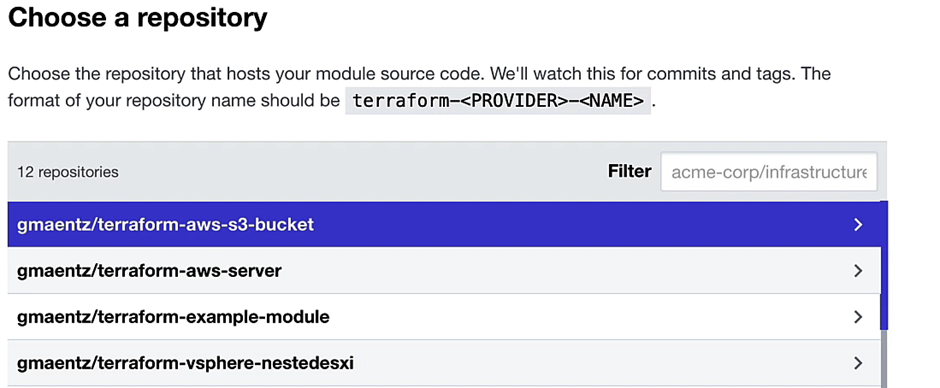 Choose a repository
Choose the repository that hosts your module source code. We'll watch this for commits and tags. The
format of your repository name should be terraform-<PROVIDER>-<NAME> .
12 repositories Filter acme-corp/infrastructure
gmaentz/terraform-aws-s3-bucket
gmaentz/terraform-aws-server
gmaentz/terraform-example-module
gmaentz/terraform-vsphere-nestedesxi